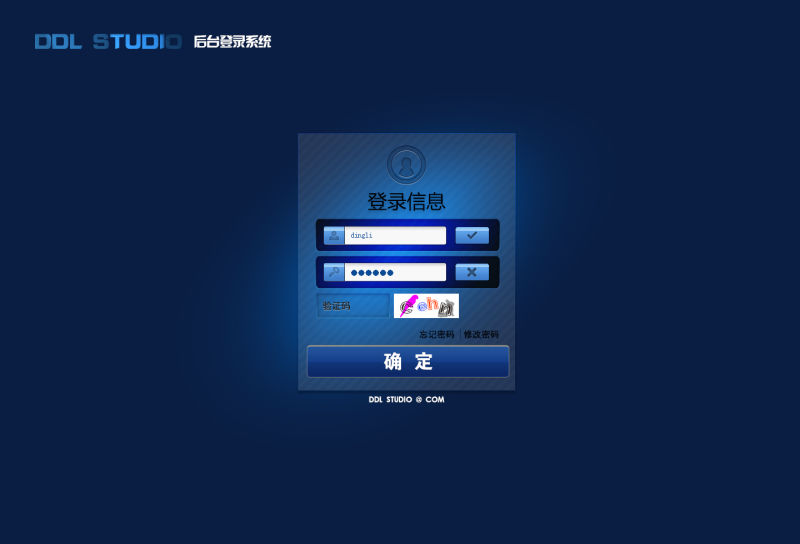 DDL STUDIO 后台登录系统
登录信息
dingli
●●●●●●
验证码
忘记密码 | 修改密码
确 定
DDL STUDIO @ COM